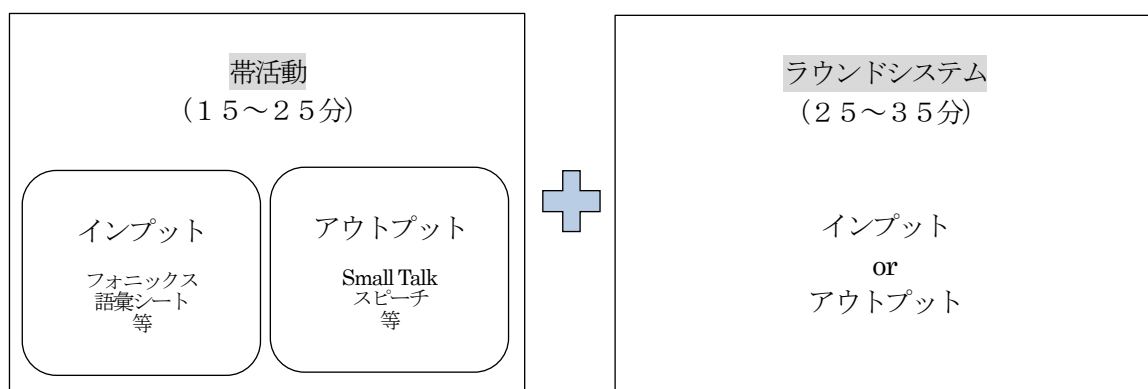 帯活動
（１５～２５分）
インプット
フォニックス
語彙シート
等
アウトプット
Small Talk
スピーチ
等
ラウンドシステム
（２５～３５分）
インプット
or
アウトプット